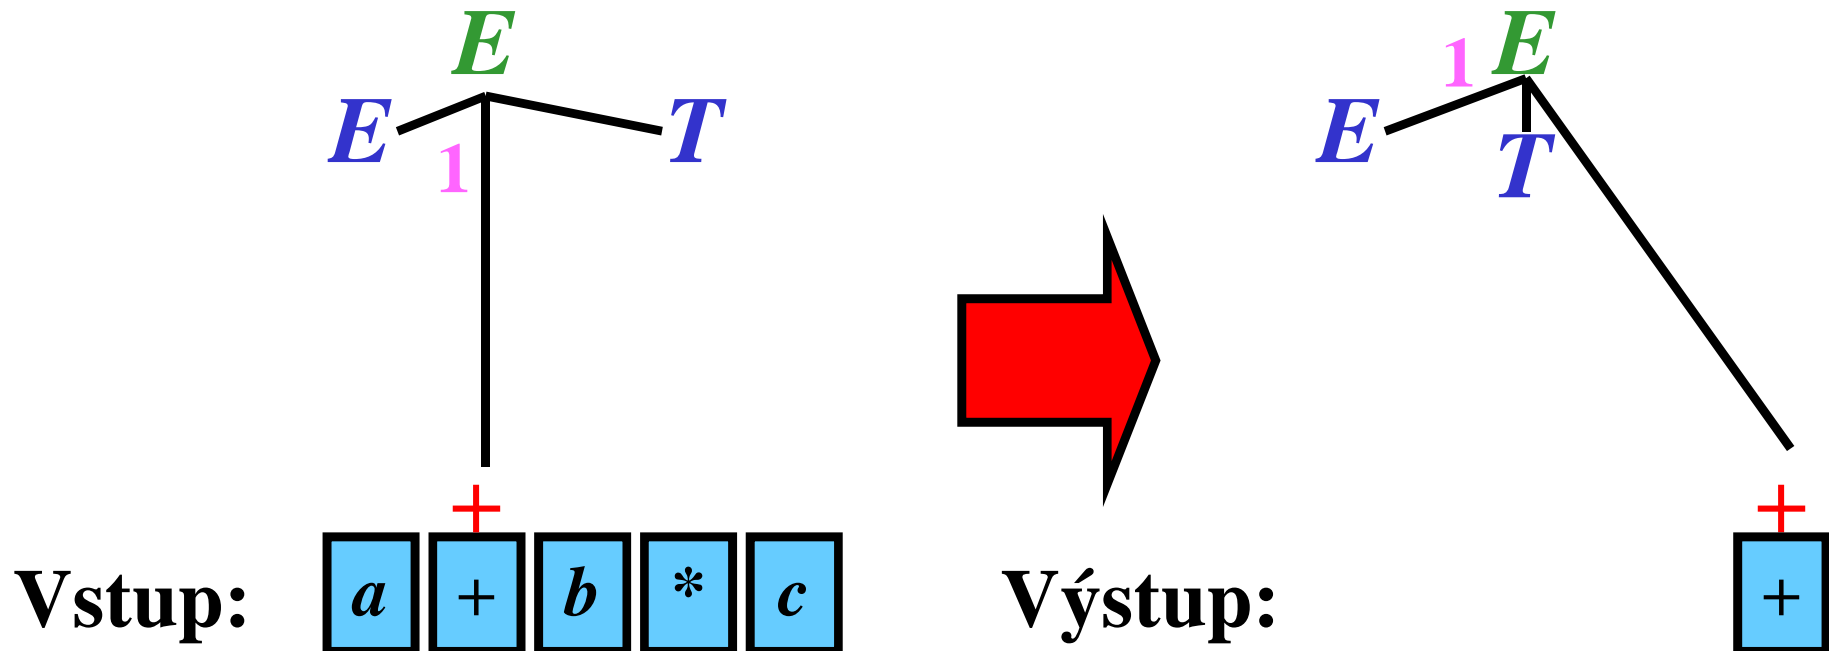 E 1 E
E T E
1 T
+ +
Vstup: a + b * c Výstup: +